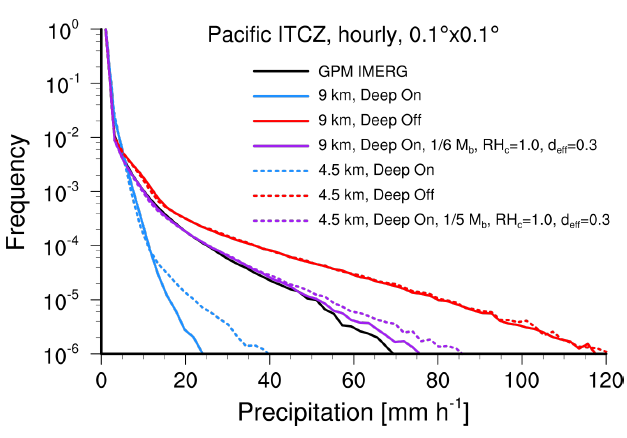 Pacific ITCZ, hourly, 0.1°x0.1°
GPM IMERG
9 km, Deep On
9 km, Deep Off
9 km, Deep On, 1/6 M_b, RH_c=1.0, d_eff=0.3
4.5 km, Deep On
4.5 km, Deep Off
4.5 km, Deep On, 1/5 M_b, RH_c=1.0, d_eff=0.3
Frequency
10^0
10^-1
10^-2
10^-3
10^-4
10^-5
10^-6
0 20 40 60 80 100 120
Precipitation [mm h^-1]